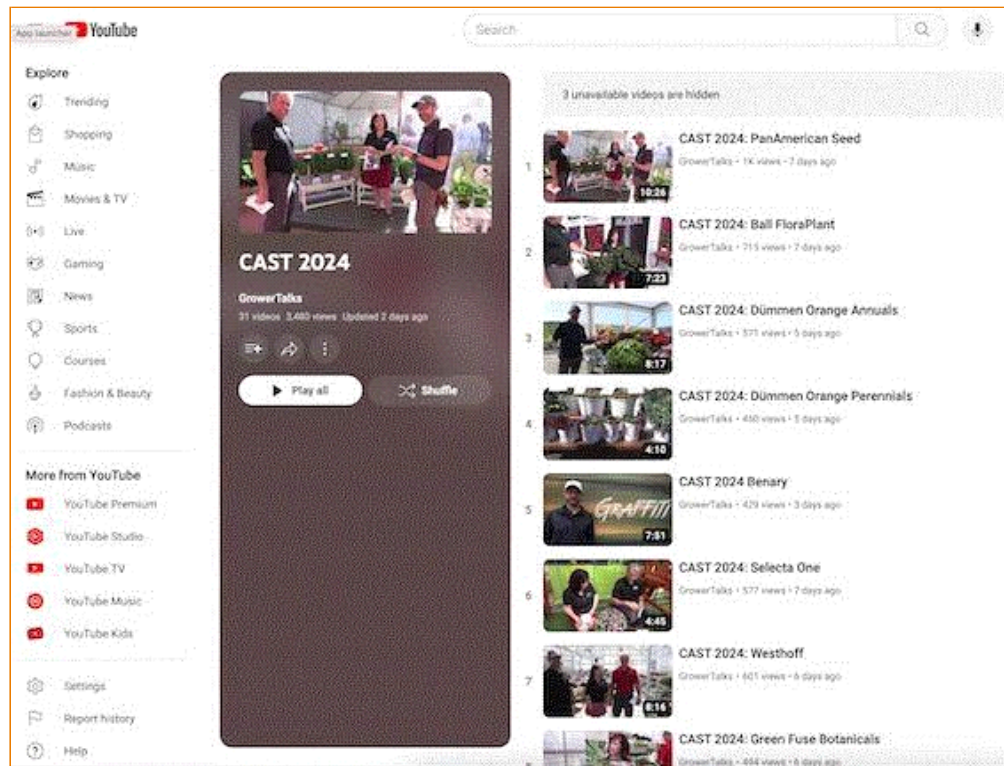 App launcher
YouTube
Search
Explore
Trending
Shopping
Music
Movies & TV
Live
Gaming
News
Sports
Courses
Fashion & Beauty
Podcasts
More from YouTube
YouTube Premium
YouTube Studio
YouTube TV
YouTube Music
YouTube Kids
Settings
Report history
Help
CAST 2024
GrowerTalks
31 videos 3,480 views Updated 2 days ago
Play all
Shuffle
3 unavailable videos are hidden
1
10:26
CAST 2024: PanAmerican Seed
GrowerTalks • 1K views • 7 days ago
2
7:23
CAST 2024: Ball FloraPlant
GrowerTalks • 715 views • 7 days ago
3
8:17
CAST 2024: Dümmen Orange Annuals
GrowerTalks • 571 views • 5 days ago
4
4:10
CAST 2024: Dümmen Orange Perennials
GrowerTalks • 460 views • 5 days ago
5
GRAFFITI
7:51
CAST 2024 Benary
GrowerTalks • 429 views • 3 days ago
6
4:45
CAST 2024: Selecta One
GrowerTalks • 577 views • 7 days ago
7
8:16
CAST 2024: Westhoff
GrowerTalks • 601 views • 6 days ago
CAST 2024: Green Fuse Botanicals
GrowerTalks • 494 views • 6 days ago